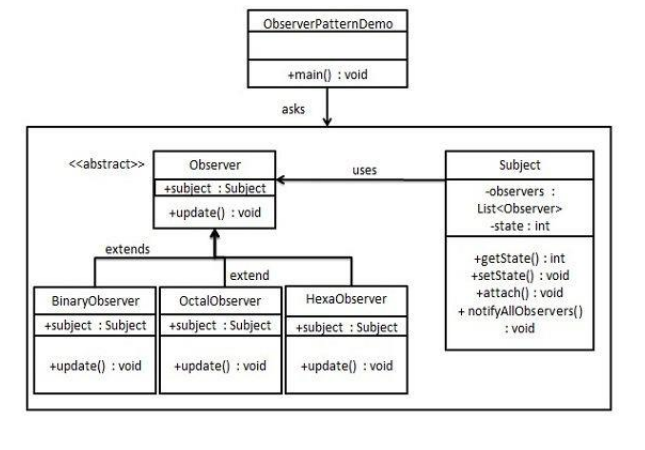 ObserverPatternDemo
+main() : void
asks
<<abstract>>
Observer
+subject : Subject
+update() : void
uses
Subject
-observers :
List<Observer>
-state : int
+getState() : int
+setState() : void
+attach() : void
+ notifyAllObservers()
: void
extends
extend
BinaryObserver
+subject : Subject
+update() : void
OctalObserver
+subject : Subject
+update() : void
HexaObserver
+subject : Subject
+update() : void